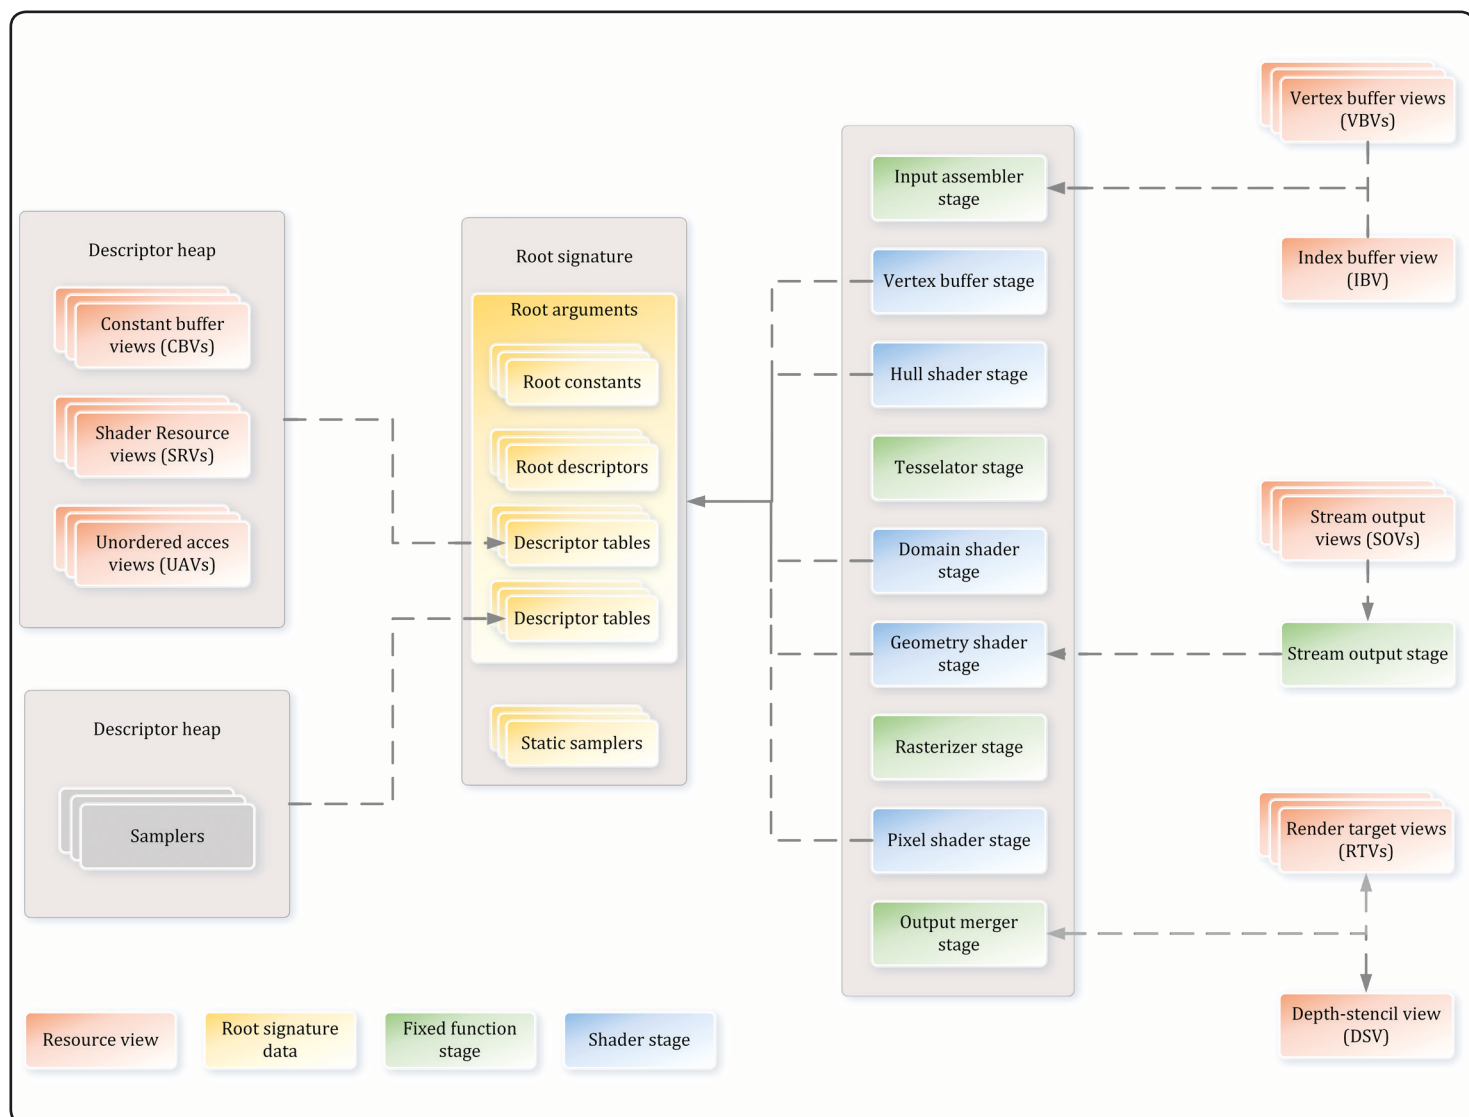 Descriptor heap
Constant buffer
views (CBVs)
Shader Resource
views (SRVs)
Unordered acces
views (UAVs)
Descriptor heap
Samplers
Root signature
Root arguments
Root constants
Root descriptors
Descriptor tables
Descriptor tables
Static samplers
Input assembler
stage
Vertex buffer stage
Hull shader stage
Tesselator stage
Domain shader
stage
Geometry shader
stage
Rasterizer stage
Pixel shader stage
Output merger
stage
Vertex buffer views
(VBVs)
Index buffer view
(IBV)
Stream output
views (SOVs)
Stream output stage
Render target views
(RTVs)
Depth-stencil view
(DSV)
Resource view
Root signature
data
Fixed function
stage
Shader stage